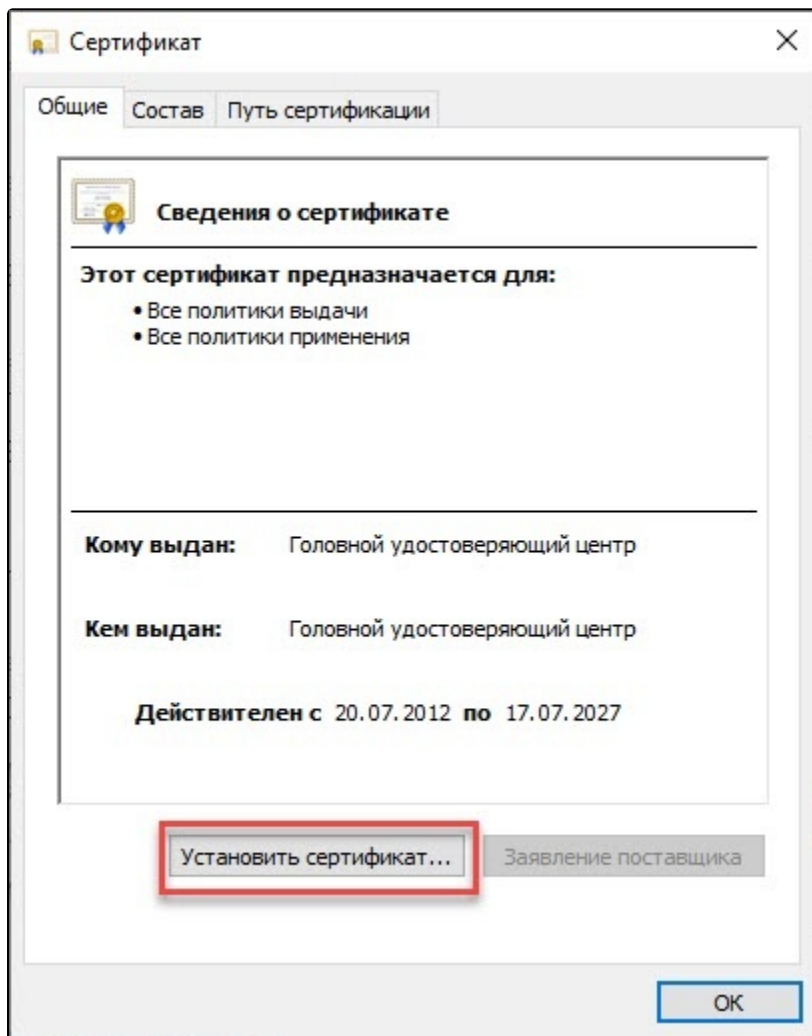 Сертификат
Общие Состав Путь сертификации
Сведения о сертификате
Этот сертификат предназначается для:
• Все политики выдачи
• Все политики применения
Кому выдан: Головной удостоверяющий центр
Кем выдан: Головной удостоверяющий центр
Действителен с 20.07.2012 по 17.07.2027
Установить сертификат... Заявление поставщика
ОК